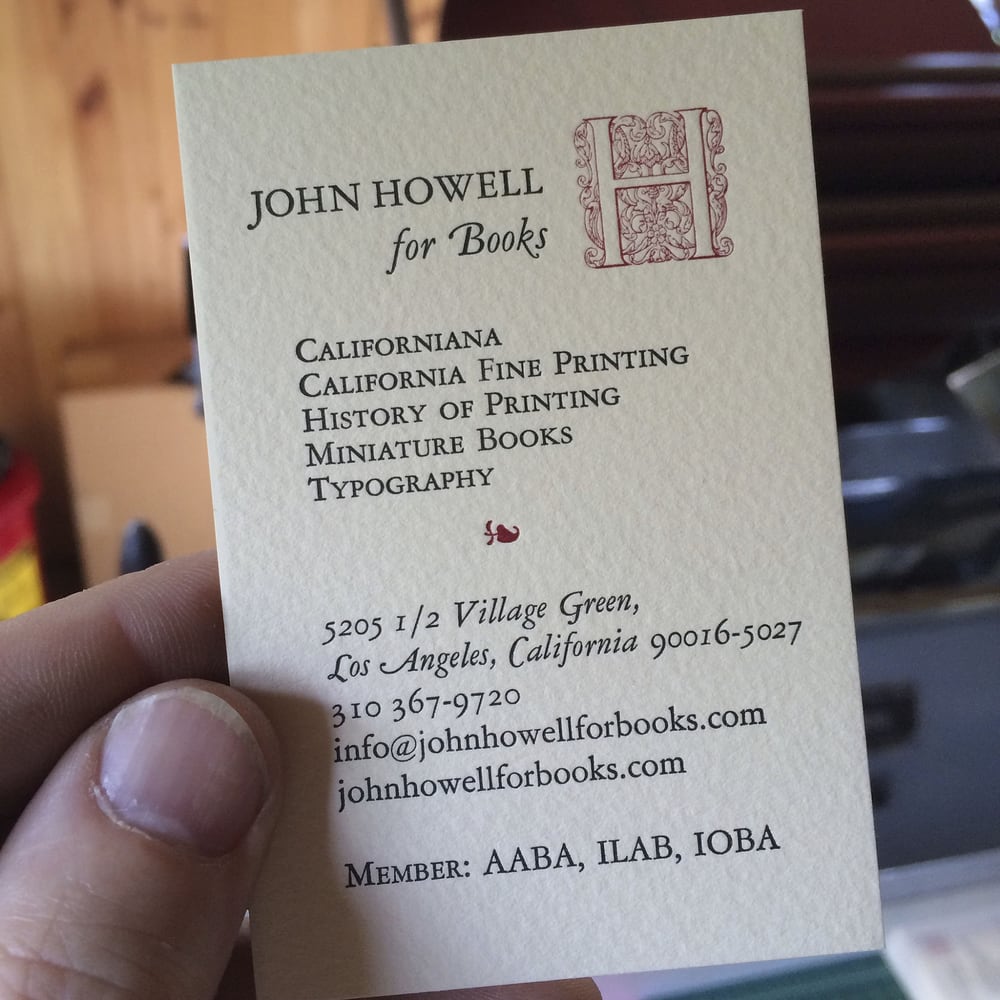 JOHN HOWELL
for Books
H
CALIFORNIANA
CALIFORNIA FINE PRINTING
HISTORY OF PRINTING
MINIATURE BOOKS
TYPOGRAPHY
5205 1/2 Village Green,
Los Angeles, California 90016-5027
310 367-9720
info@johnhowellforbooks.com
johnhowellforbooks.com
MEMBER: AABA, ILAB, IOBA